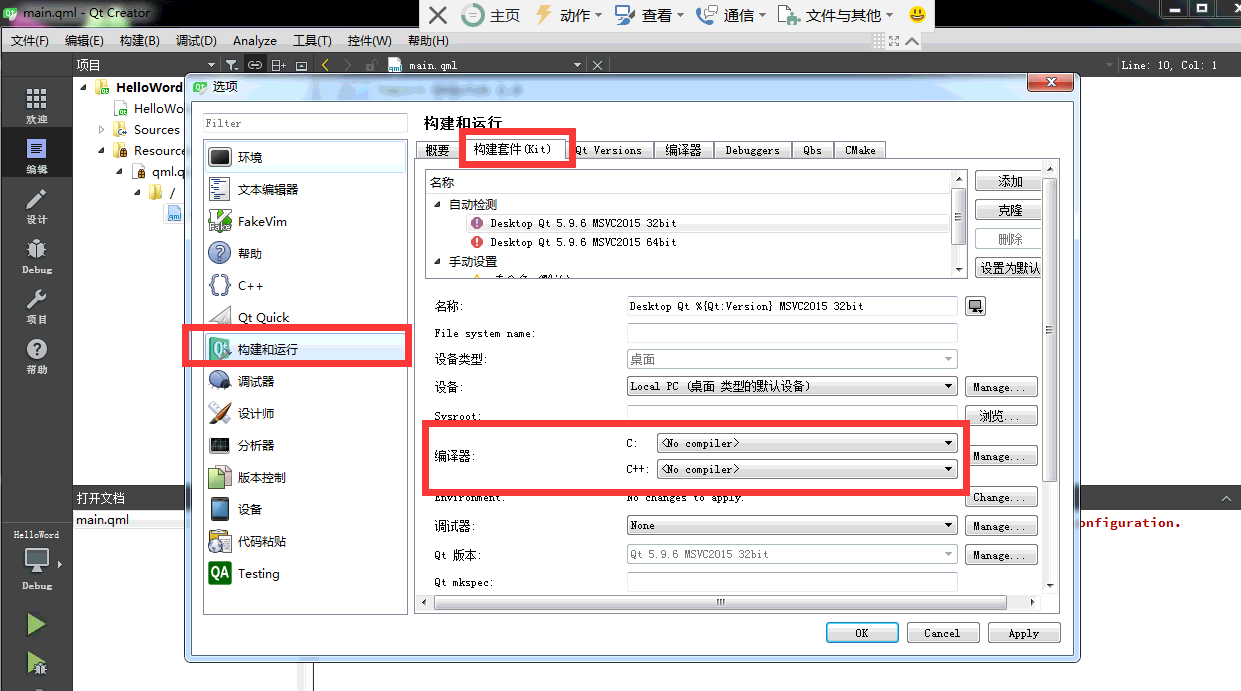 main.qml - Qt Creator
主页 动作 查看 通信 文件与其他
文件(F) 编辑(E) 构建(B) 调试(D) Analyze 工具(T) 控件(W) 帮助(H)
项目 main.qml Line: 10, Col: 1
欢迎
编辑
设计
Debug
项目
帮助
HelloWord
HelloWo
Sources
Resource
qml.q
/
qml
打开文档
main.qml
HelloWord
Debug
onfiguration.
选项
Filter
环境
文本编辑器
FakeVim
帮助
C++
Qt Quick
构建和运行
调试器
设计师
分析器
版本控制
设备
代码粘贴
QA Testing
构建和运行
概要 构建套件(Kit) Qt Versions 编译器 Debuggers Qbs CMake
名称
自动检测
Desktop Qt 5.9.6 MSVC2015 32bit
Desktop Qt 5.9.6 MSVC2015 64bit
手动设置
添加
克隆
删除
设置为默认
名称: Desktop Qt %{Qt:Version} MSVC2015 32bit
File system name:
设备类型: 桌面
设备: Local PC (桌面 类型的默认设备) Manage...
Sysroot: 浏览...
编译器: C: <No compiler> Manage...
C++: <No compiler>
Environment: No changes to apply. Change...
调试器: None Manage...
Qt 版本: Qt 5.9.6 MSVC2015 32bit Manage...
Qt mkspec:
OK Cancel Apply